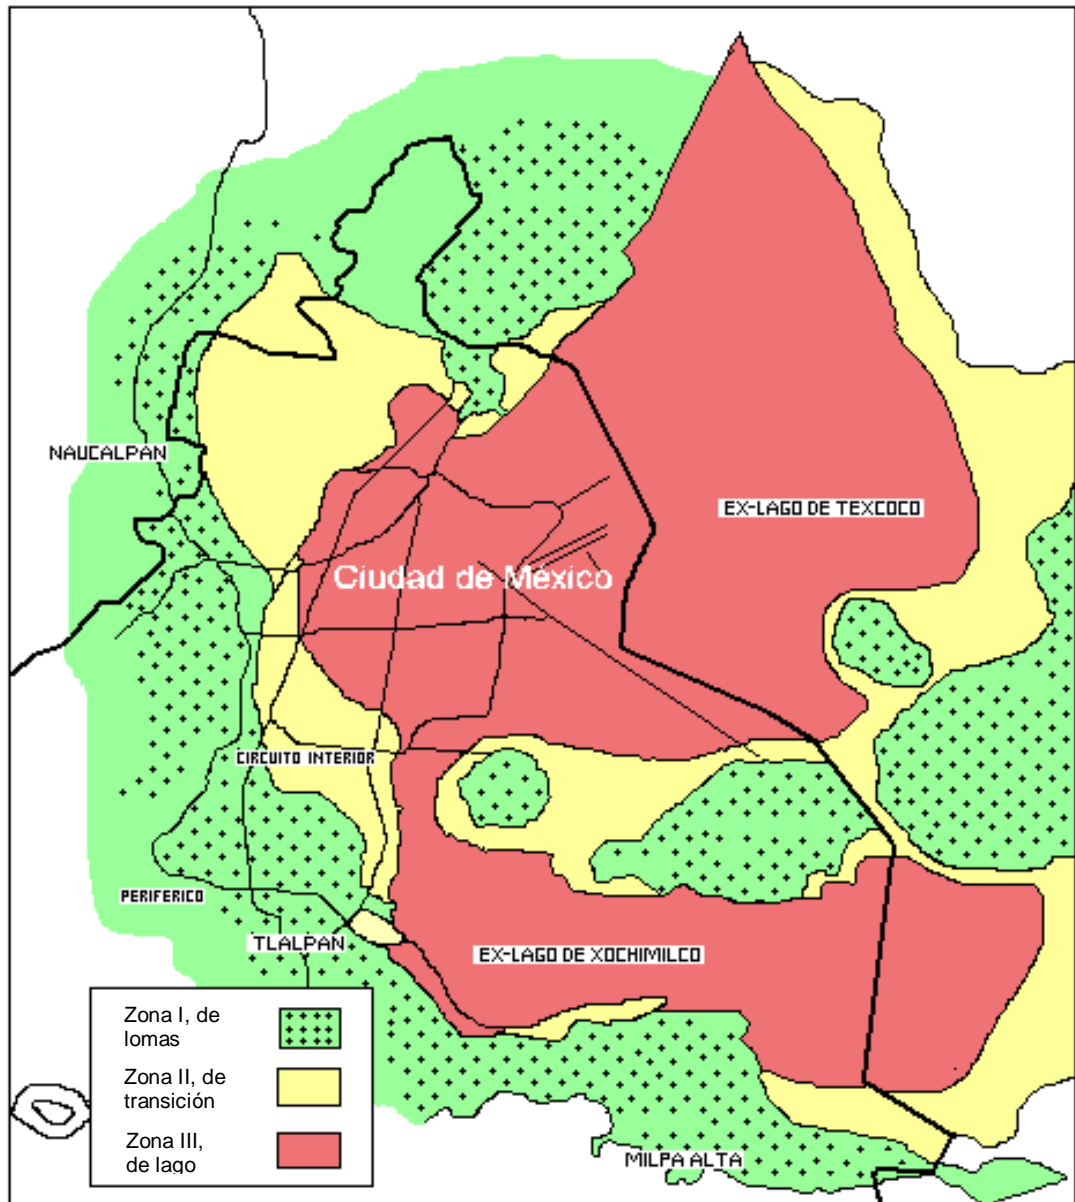 NAUCALPAN
EX-LAGO DE TEXCOCO
Ciudad de México
CIRCUITO INTERIOR
PERIFERICO
TLALPAN
EX-LAGO DE XOCHIMILCO
Zona I, de
lomas
Zona II, de
transición
Zona III,
de lago
MILPA ALTA